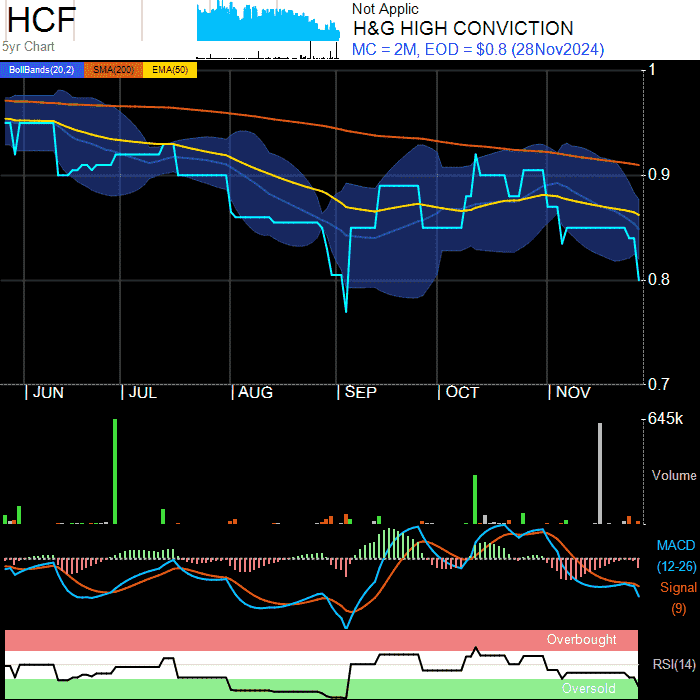 HCF
5yr Chart
Not Applic
H&G HIGH CONVICTION
MC = 2M, EOD = $0.8 (28Nov2024)
BollBands(20,2) SMA(200) EMA(50)
1
0.9
0.8
0.7
JUN JUL AUG SEP OCT NOV
645k
Volume
MACD
(12-26)
Signal
(9)
Overbought
RSI(14)
Oversold